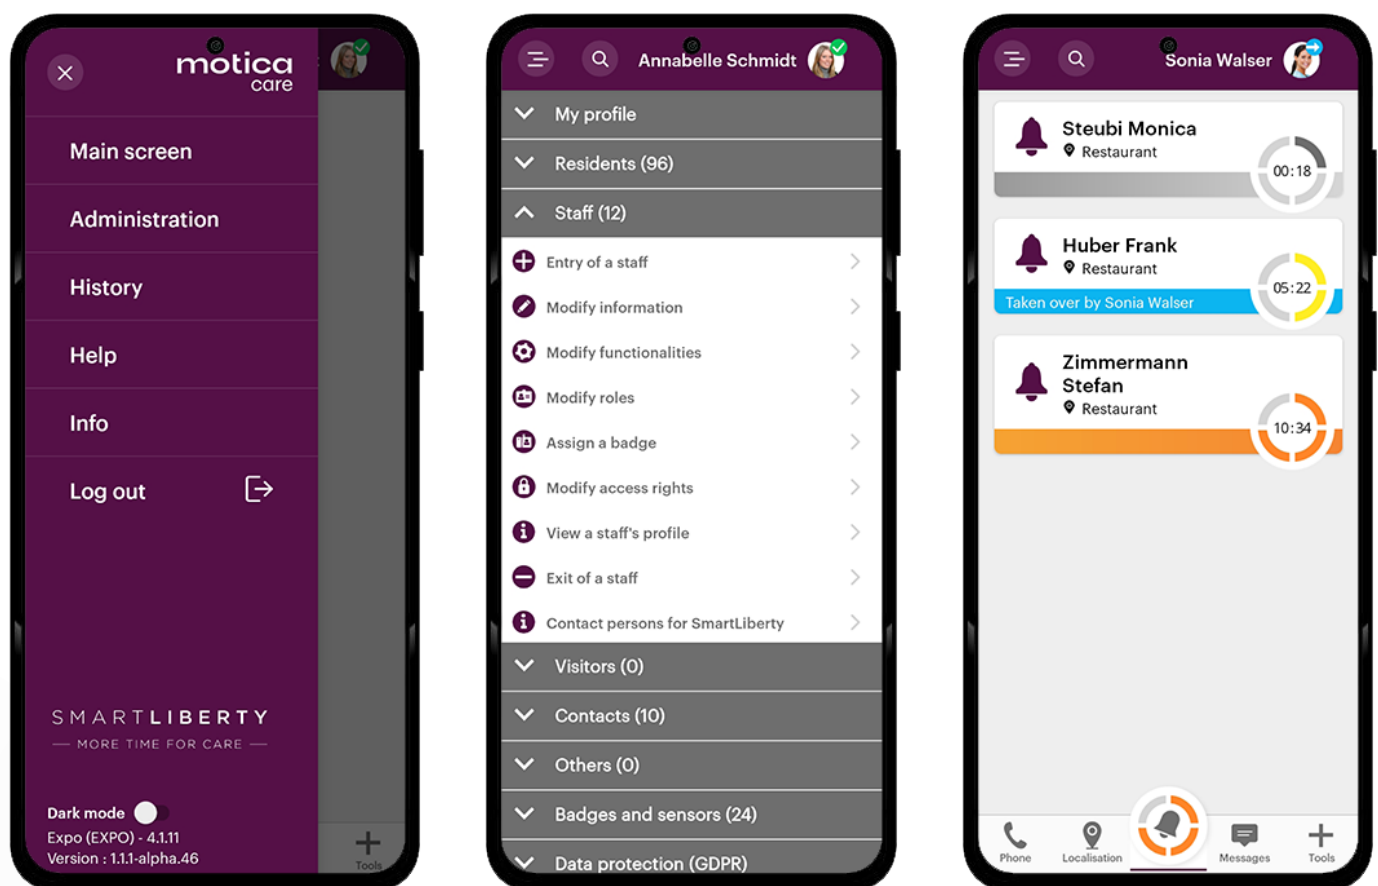 motica
care
Main screen
Administration
History
Help
Info
Log out
SMARTLIBERTY
— MORE TIME FOR CARE —
Dark mode
Expo (EXPO) - 4.1.11
Version : 1.1.1-alpha.46
Tools
Annabelle Schmidt
My profile
Residents (96)
Staff (12)
Entry of a staff
Modify information
Modify functionalities
Modify roles
Assign a badge
Modify access rights
View a staff's profile
Exit of a staff
Contact persons for SmartLiberty
Visitors (0)
Contacts (10)
Others (0)
Badges and sensors (24)
Data protection (GDPR)
Sonia Walser
Steubi Monica
Restaurant
00:18
Huber Frank
Restaurant
05:22
Taken over by Sonia Walser
Zimmermann
Stefan
Restaurant
10:34
Phone
Localisation
Messages
Tools